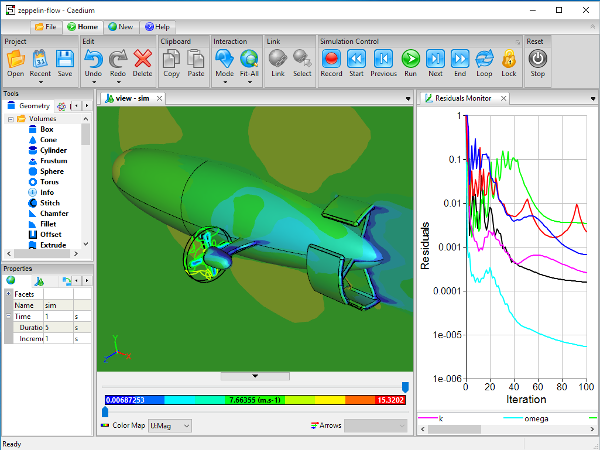 zeppelin-flow - Caedium
File
Home
New
Help
Project
Edit
Clipboard
Interaction
Link
Simulation Control
Reset
Open Recent Save Undo Redo Delete Copy Paste Mode Fit-All Link Select Record Start Previous Run Next End Loop Lock Stop
Tools
Geometry
Volumes
Box
Cone
Cylinder
Frustum
Sphere
Torus
Info
Stitch
Chamfer
Fillet
Offset
Extrude
Properties
Facets
Name sim
Time 1 s
Duratio 5 s
Increme 1 s
view - sim
Y
X
Z
0.00687253 7.66355 (m.s-1) 15.3202
Color Map U:Mag Arrows
Residuals Monitor
Residuals
1
0.1
0.01
0.001
0.0001
1e-005
1e-006
0 20 40 60 80 100
Iteration
k omega
Ready